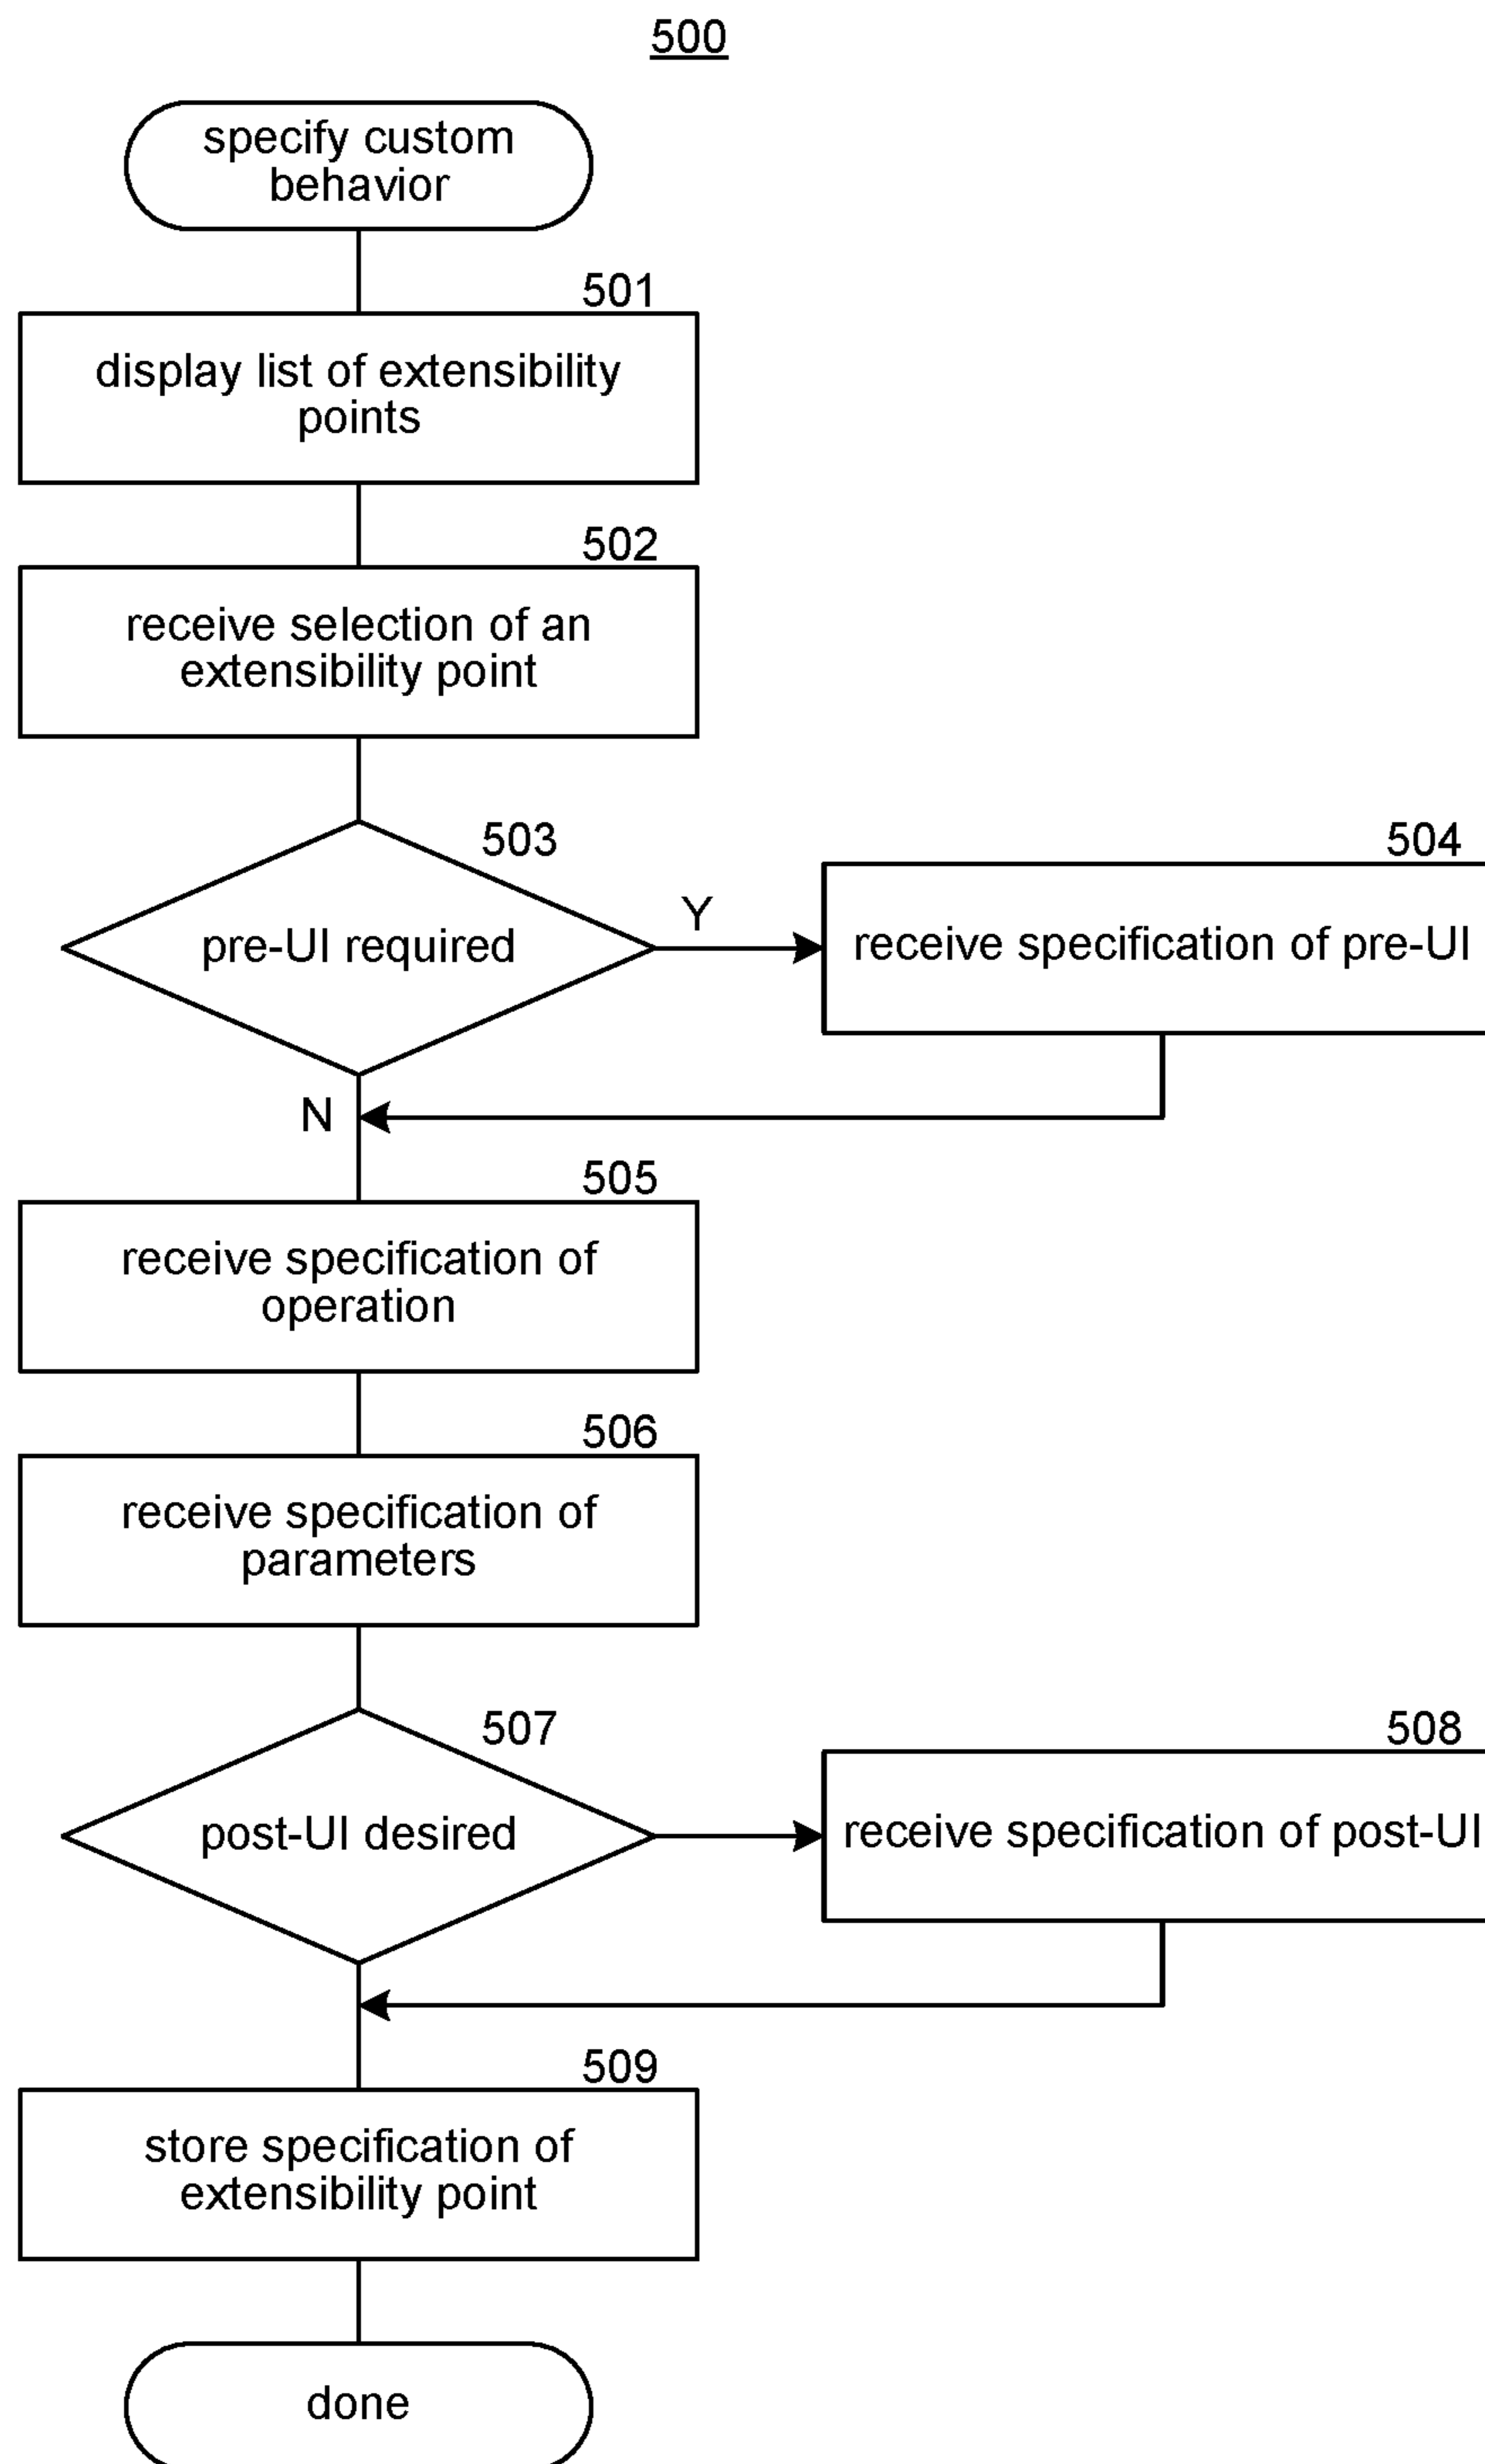 500
specify custom
behavior
501
display list of extensibility
points
502
receive selection of an
extensibility point
503
pre-UI required
Y
504
receive specification of pre-UI
N
505
receive specification of
operation
506
receive specification of
parameters
507
post-UI desired
508
receive specification of post-UI
509
store specification of
extensibility point
done